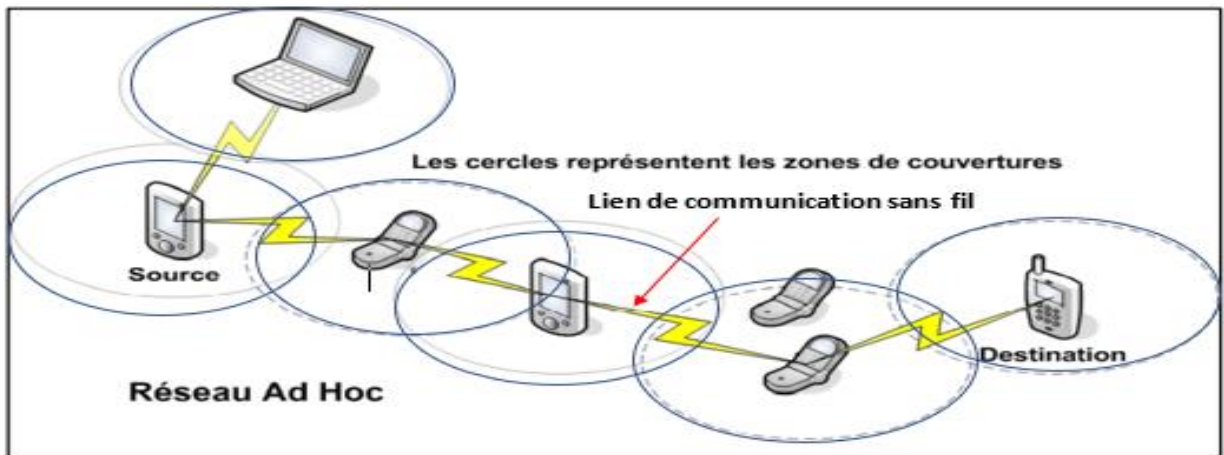 Les cercles représentent les zones de couvertures
Lien de communication sans fil
Source
Destination
Réseau Ad Hoc